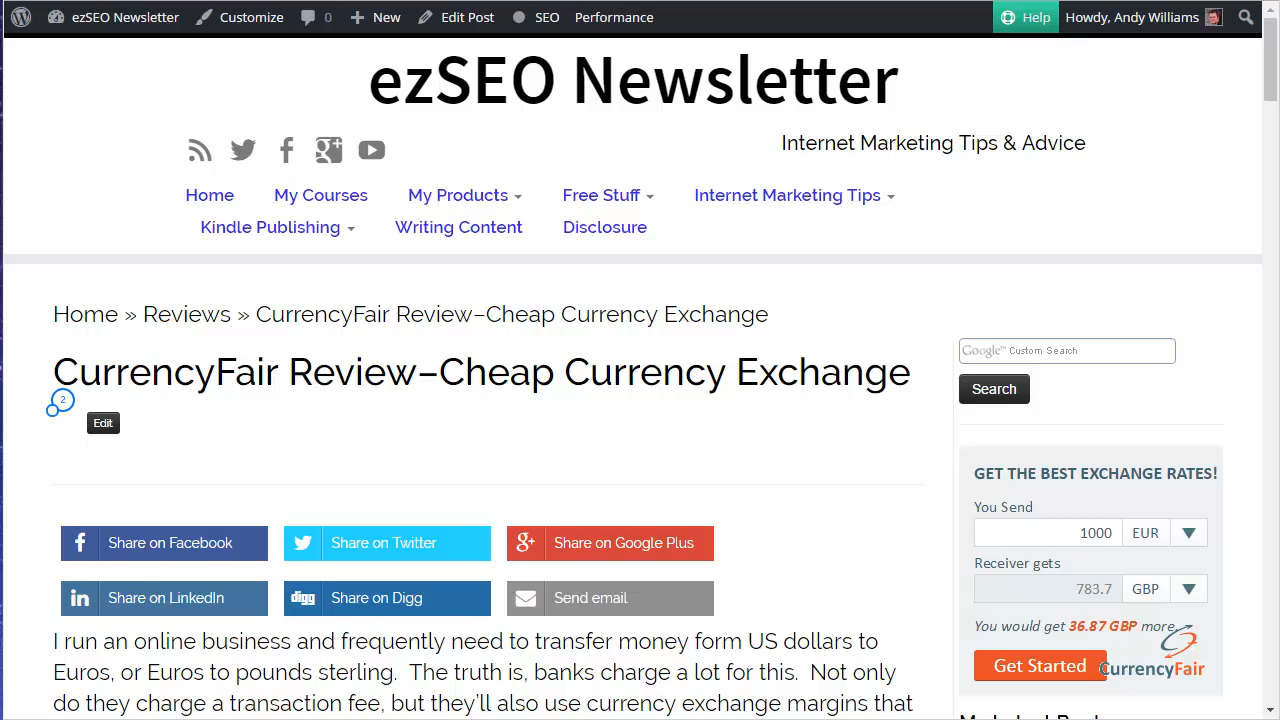 ezSEO Newsletter Customize 0 New Edit Post SEO Performance Help Howdy, Andy Williams
ezSEO Newsletter
Internet Marketing Tips & Advice
Home My Courses My Products Free Stuff Internet Marketing Tips
Kindle Publishing Writing Content Disclosure
Home » Reviews » CurrencyFair Review–Cheap Currency Exchange
CurrencyFair Review–Cheap Currency Exchange
2
Edit
Google™ Custom Search
Search
GET THE BEST EXCHANGE RATES!
You Send
1000 EUR
Receiver gets
783.7 GBP
You would get 36.87 GBP more.
Get Started CurrencyFair
Share on Facebook Share on Twitter Share on Google Plus
Share on LinkedIn digg Share on Digg Send email
I run an online business and frequently need to transfer money form US dollars to
Euros, or Euros to pounds sterling. The truth is, banks charge a lot for this. Not only
do they charge a transaction fee, but they'll also use currency exchange margins that